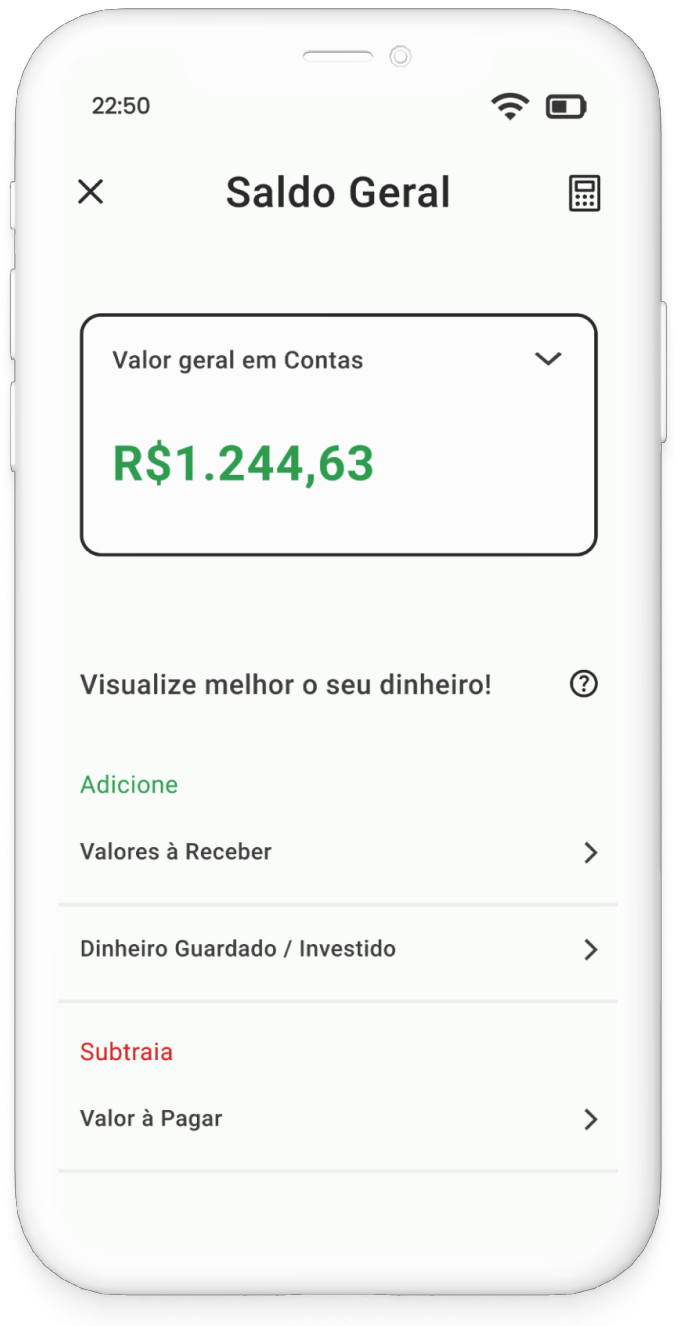 22:50
Saldo Geral
Valor geral em Contas
R$1.244,63
Visualize melhor o seu dinheiro!
Adicione
Valores à Receber
Dinheiro Guardado / Investido
Subtraia
Valor à Pagar